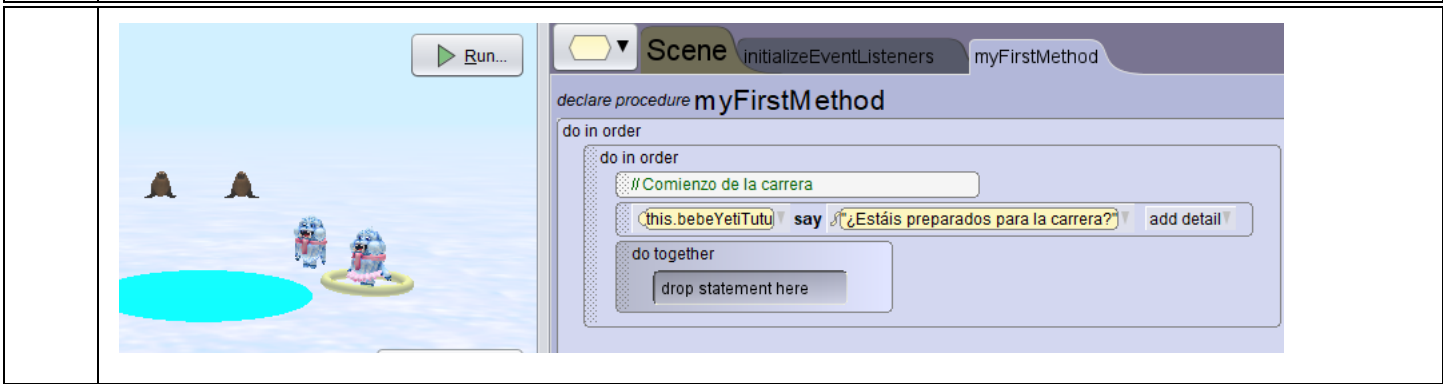 Run...
Scene initializeEventListeners myFirstMethod
declare procedure myFirstMethod
do in order
do in order
// Comienzo de la carrera
this.bebeYetiTutu say "¿Estáis preparados para la carrera?" add detail
do together
drop statement here